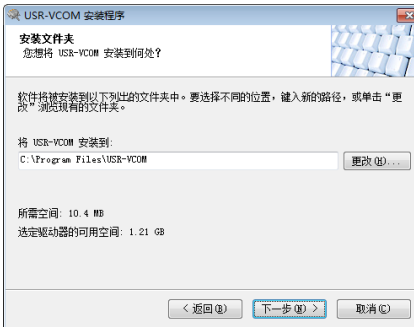 USR-VCOM 安装程序
安装文件夹
您想将 USR-VCOM 安装到何处?
软件将被安装到以下列出的文件夹中。要选择不同的位置，键入新的路径，或单击“更
改”浏览现有的文件夹。
将 USR-VCOM 安装到:
C:\Program Files\USR-VCOM
更改(H)...
所需空间: 10.4 MB
选定驱动器的可用空间: 1.21 GB
< 返回(B)
下一步(N) >
取消(C)